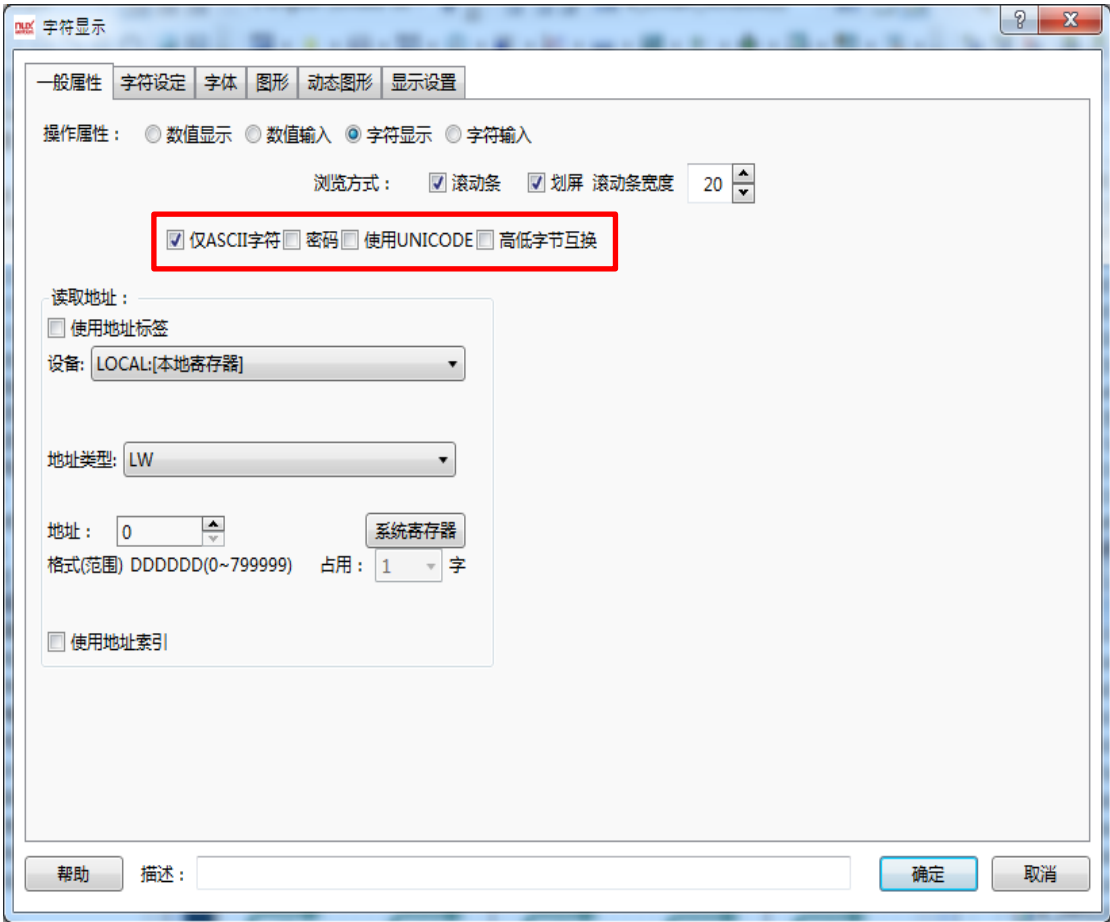 字符显示
一般属性 字符设定 字体 图形 动态图形 显示设置
操作属性： 数值显示 数值输入 字符显示 字符输入
浏览方式： 滚动条 划屏 滚动条宽度 20
仅ASCII字符 密码 使用UNICODE 高低字节互换
读取地址：
使用地址标签
设备: LOCAL:[本地寄存器]
地址类型: LW
地址： 0 系统寄存器
格式(范围) DDDDDD(0~799999) 占用： 1 字
使用地址索引
帮助 描述： 确定 取消